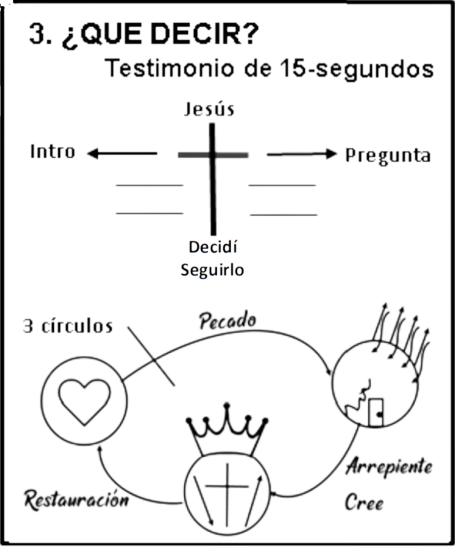 3. ¿QUE DECIR?
Testimonio de 15-segundos
Jesús
Intro
Pregunta
Decidí
Seguirlo
3 círculos
Pecado
Arrepiente
Cree
Restauración